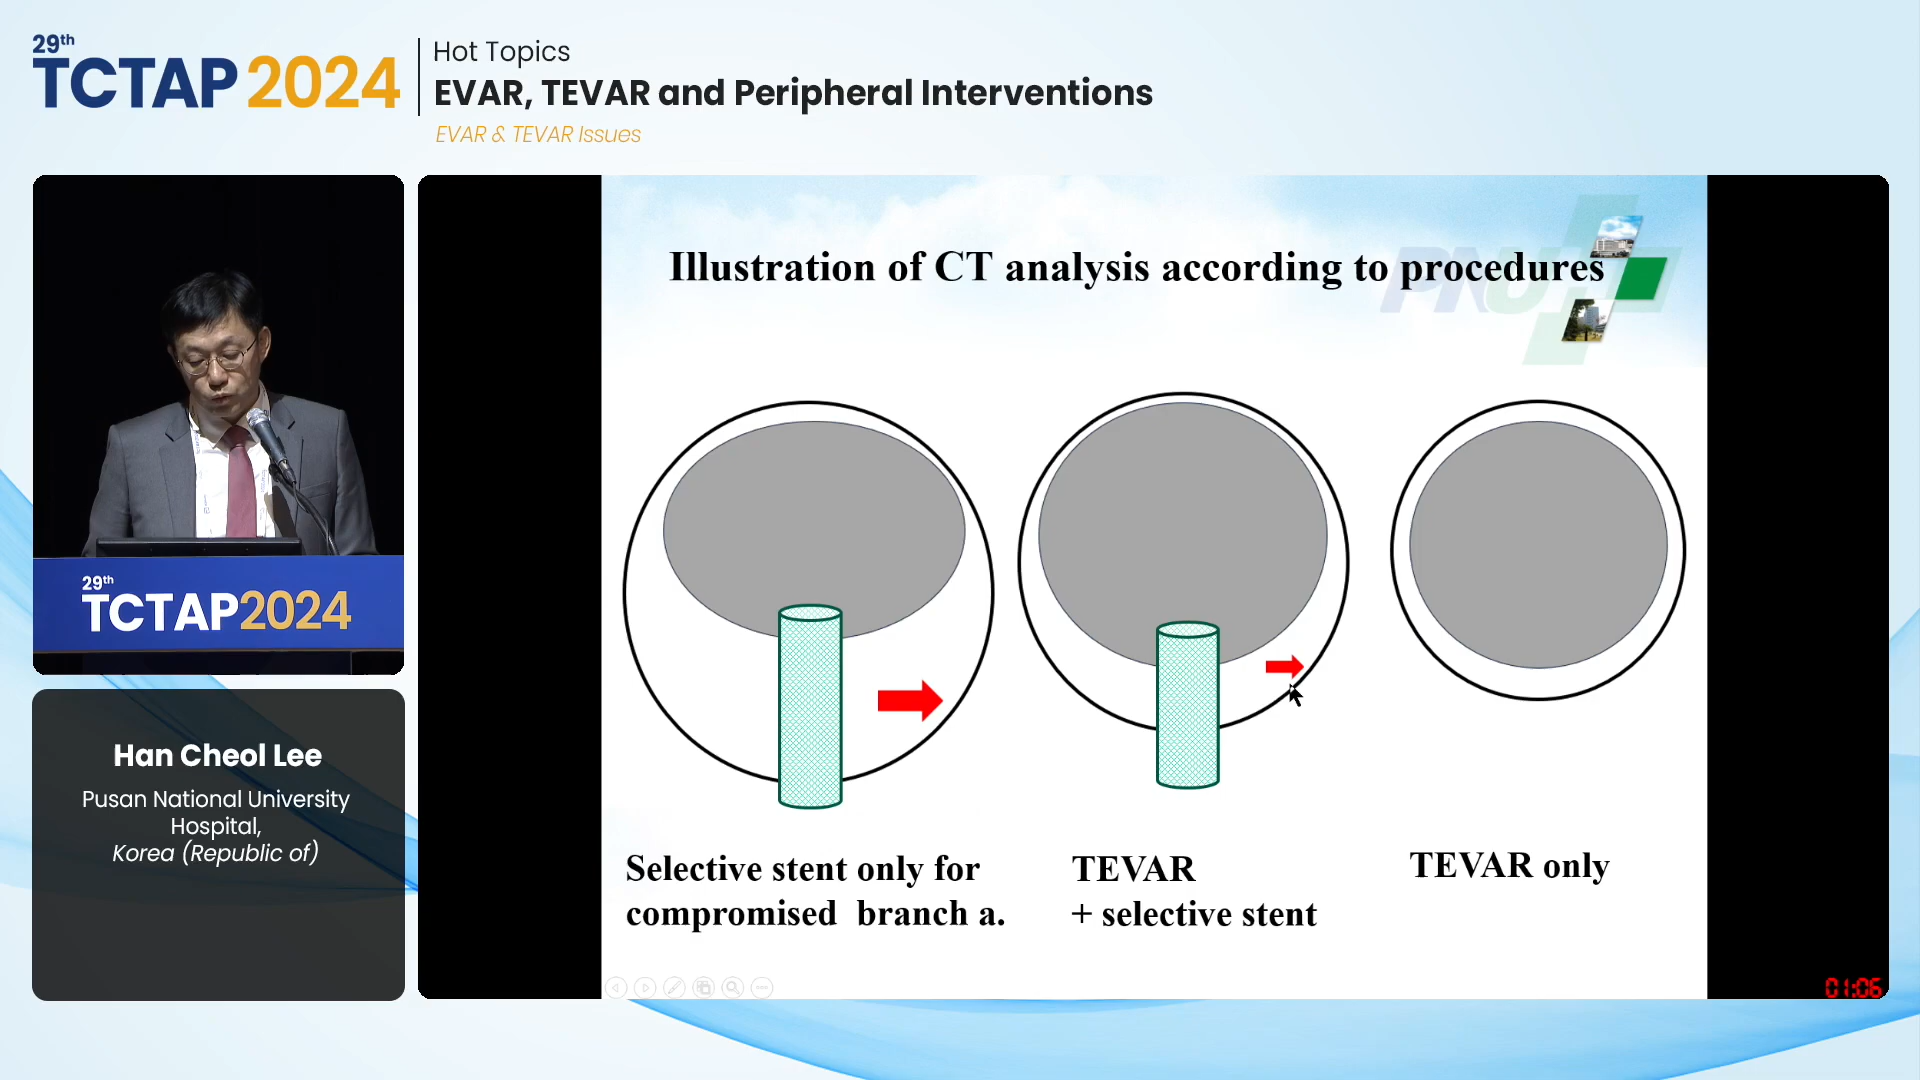 29th
TCTAP 2024
Hot Topics
EVAR, TEVAR and Peripheral Interventions
EVAR & TEVAR Issues
29th
TCTAP2024
Han Cheol Lee
Pusan National University
Hospital,
Korea (Republic of)
PNU
Illustration of CT analysis according to procedures
Selective stent only for
compromised branch a.
TEVAR
+ selective stent
TEVAR only
01:06